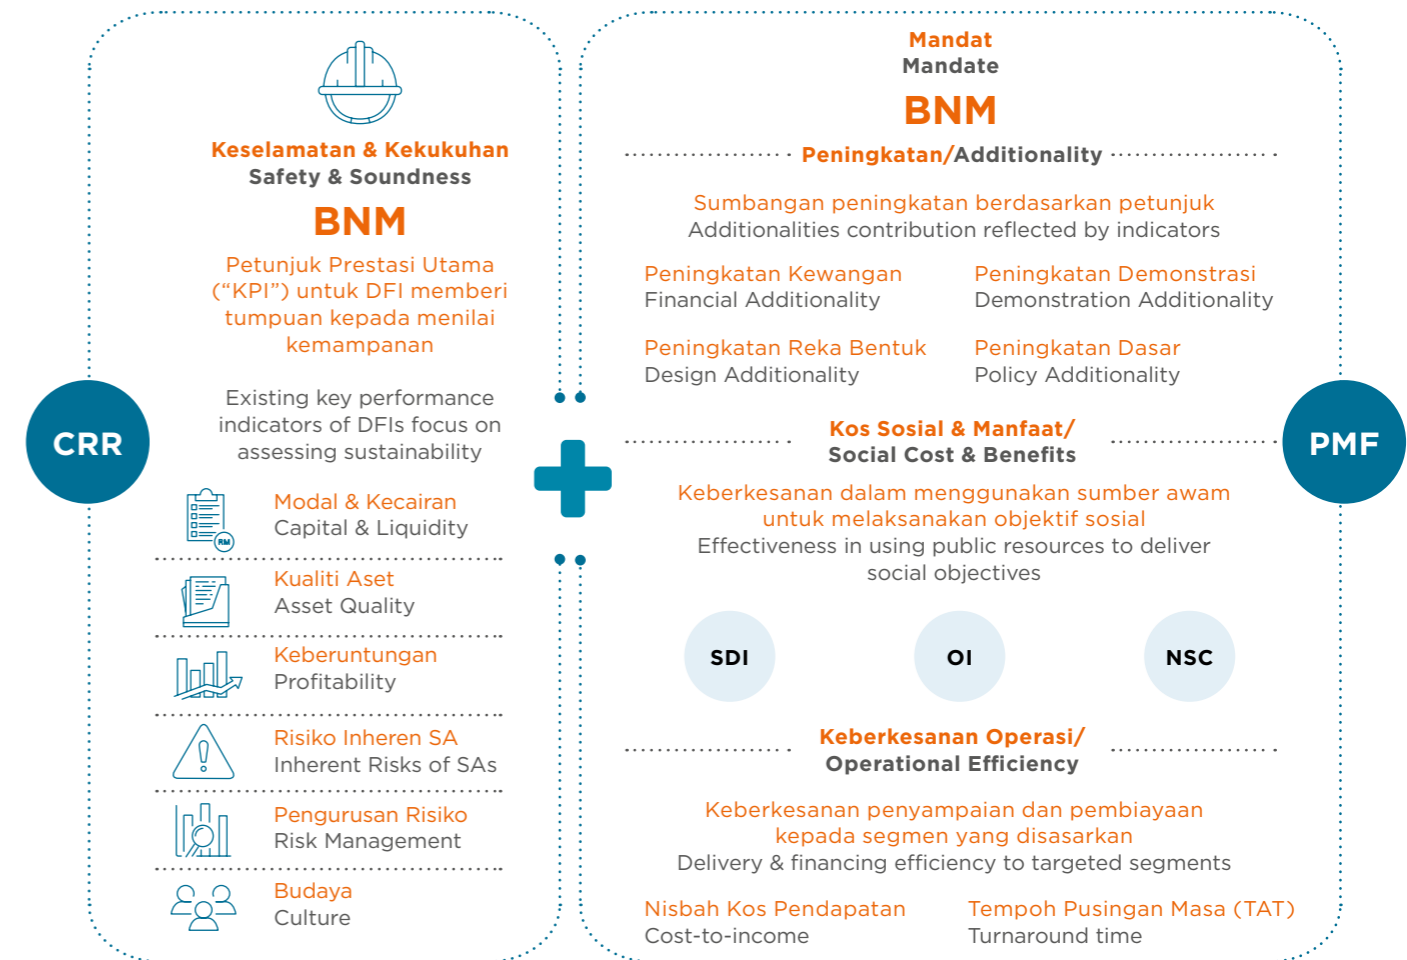 CRR
Keselamatan & Kekukuhan
Safety & Soundness
BNM
Petunjuk Prestasi Utama
(“KPI”) untuk DFI memberi
tumpuan kepada menilai
kemampanan
Existing key performance
indicators of DFIs focus on
assessing sustainability
Modal & Kecairan
Capital & Liquidity
RM
Kualiti Aset
Asset Quality
Keberuntungan
Profitability
Risiko Inheren SA
Inherent Risks of SAs
Pengurusan Risiko
Risk Management
Budaya
Culture
Mandat
Mandate
BNM
Peningkatan/Additionality
Sumbangan peningkatan berdasarkan petunjuk
Additionalities contribution reflected by indicators
Peningkatan Kewangan
Financial Additionality
Peningkatan Demonstrasi
Demonstration Additionality
Peningkatan Reka Bentuk
Design Additionality
Peningkatan Dasar
Policy Additionality
PMF
Kos Sosial & Manfaat/
Social Cost & Benefits
Keberkesanan dalam menggunakan sumber awam
untuk melaksanakan objektif sosial
Effectiveness in using public resources to deliver
social objectives
SDI
OI
NSC
Keberkesanan Operasi/
Operational Efficiency
Keberkesanan penyampaian dan pembiayaan
kepada segmen yang disasarkan
Delivery & financing efficiency to targeted segments
Nisbah Kos Pendapatan
Cost-to-income
Tempoh Pusingan Masa (TAT)
Turnaround time